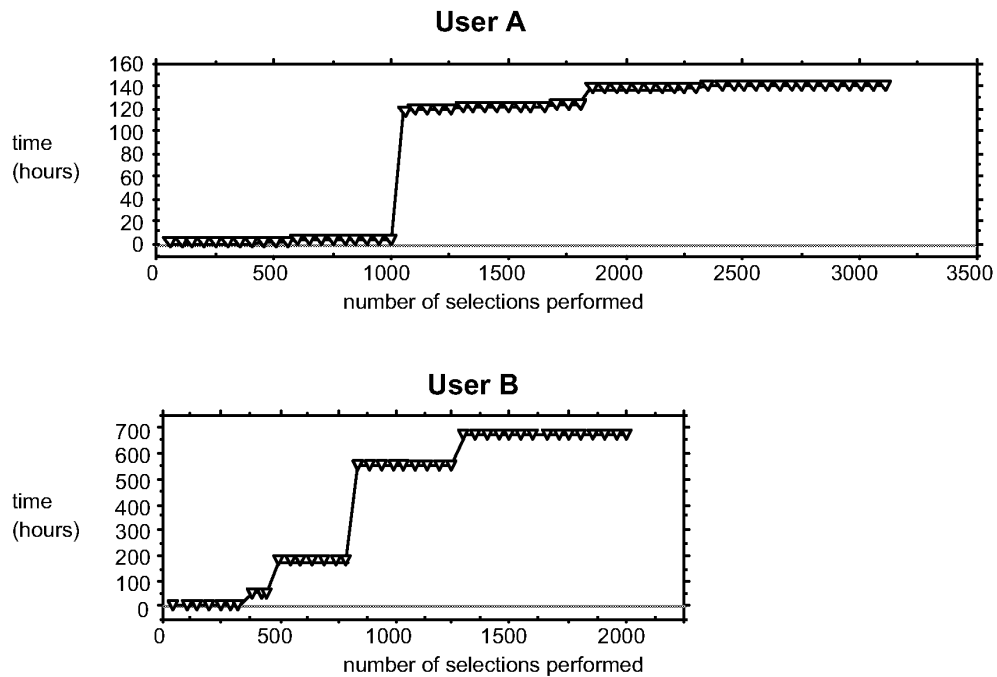 User A
160
140
120
100
80
60
40
20
0
time
(hours)
0 500 1000 1500 2000 2500 3000 3500
number of selections performed
User B
700
600
500
400
300
200
100
0
time
(hours)
0 500 1000 1500 2000
number of selections performed